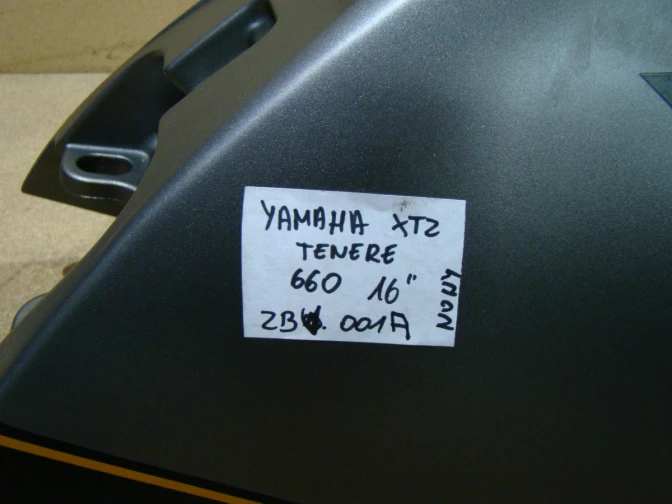 YAMAHA XTZ
TENERE
660 16"
ZB. 001A
NOWY